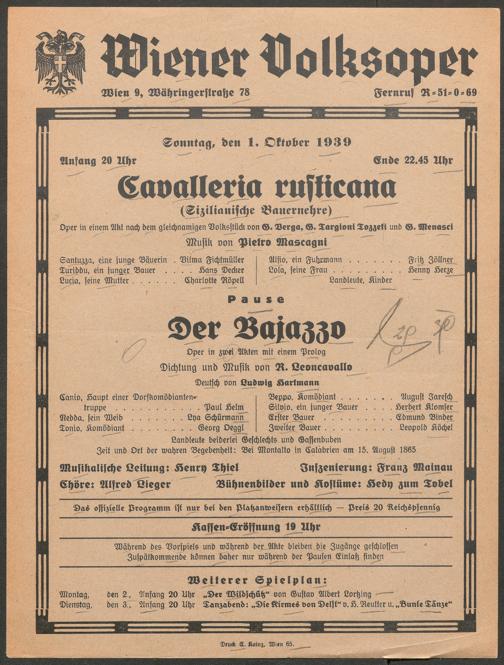 Wiener Volksoper
Wien 9, Währingerstraße 78 Fernruf R-51-0-69
Sonntag, den 1. Oktober 1939
Anfang 20 Uhr Ende 22.45 Uhr
Cavalleria rusticana
(Sizilianische Bauernehre)
Oper in einem Akt nach dem gleichnamigen Volksstück von G. Verga, G. Targioni Tozzeti und G. Menasci
Musik von Pietro Mascagni
Santuzza, eine junge Bäuerin . Vilma Fichtmüller Alfio, ein Fuhrmann . . . . . . . Fritz Zöllner
Turiddu, ein junger Bauer . . . . Hans Decker Lola, seine Frau . . . . . . . . Henny Herze
Lucia, seine Mutter . . . . Charlotte Röpell Landleute, Kinder
Pause
Der Bajazzo
Oper in zwei Akten mit einem Prolog
Dichtung und Musik von R. Leoncavallo
Deutsch von Ludwig Hartmann
Canio, Haupt einer Dorfkomödianten- Beppo, Komödiant . . . . . . August Jaresch
truppe . . . . . . . . . Paul Helm Silvio, ein junger Bauer . . . . . Herbert Klomser
Nedda, sein Weib . . . . . Lya Schürmann Erster Bauer . . . . . . . Edmund Binder
Tonio, Komödiant . . . . . . Georg Deggl Zweiter Bauer . . . . . . . Leopold Köchel
Landleute beiderlei Geschlechts und Gassenbuben
Zeit und Ort der wahren Begebenheit: Bei Montalto in Calabrien am 15. August 1865
Musikalische Leitung: Henry Thiel Inszenierung: Franz Mainau
Chöre: Alfred Pieger Bühnenbilder und Kostüme: Hedy zum Tobel
Das offizielle Programm ist nur bei den Platzanweisern erhältlich — Preis 20 Reichspfennig
Kassen-Eröffnung 19 Uhr
Während des Vorspiels und während der Akte bleiben die Zugänge geschlossen
Zuspätkommende können daher nur während der Pausen Einlaß finden
Weiterer Spielplan:
Montag, den 2. Anfang 20 Uhr „Der Wildschütz“ von Gustav Albert Lortzing
Dienstag, den 3. Anfang 20 Uhr Tanzabend: „Die Kirmes von Delft“ v. H. Reutter u. „Bunte Tänze“
Druck A. Kainz, Wien 65.